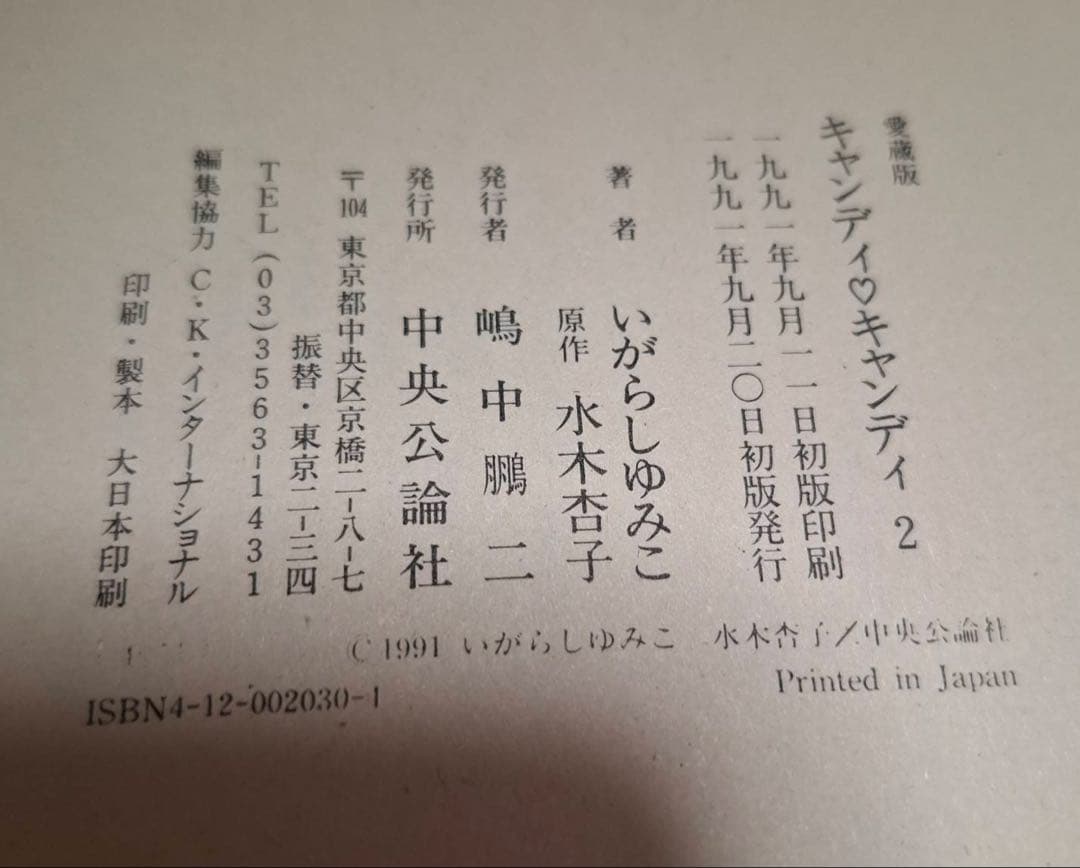 愛蔵版
キャンディ♡キャンディ 2
一九九一年九月一一日初版印刷
一九九一年九月二〇日初版発行
著者 いがらしゆみこ
原作 水木杏子
発行者 嶋中鵬二
発行所 中央公論社
〒104 東京都中央区京橋二-八-七
振替・東京二-三四
TEL(03)3563-1431
編集協力 C・K・インターナショナル
印刷・製本 大日本印刷
© 1991 いがらしゆみこ 水木杏子/中央公論社
Printed in Japan
ISBN4-12-002030-1